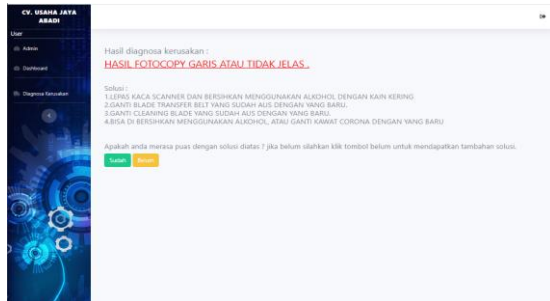 CV. USAHA JAYA
ABADI
User
Admin
Dashboard
Diagnosa Kerusakan
Hasil diagnosa kerusakan :
HASIL FOTOCOPY GARIS ATAU TIDAK JELAS .
Solusi :
1.LEPAS KACA SCANNER DAN BERSIHKAN MENGGUNAKAN ALKOHOL DENGAN KAIN KERING
2.GANTI BLADE TRANSFER BELT YANG SUDAH AUS DENGAN YANG BARU.
3.GANTI CLEANING BLADE YANG SUDAH AUS DENGAN YANG BARU.
4.BISA DI BERSIHKAN MENGGUNAKAN ALKOHOL, ATAU GANTI KAWAT CORONA DENGAN YANG BARU
Apakah anda merasa puas dengan solusi diatas ? jika belum silahkan klik tombol belum untuk mendapatkan tambahan solusi.
Sudah Belum